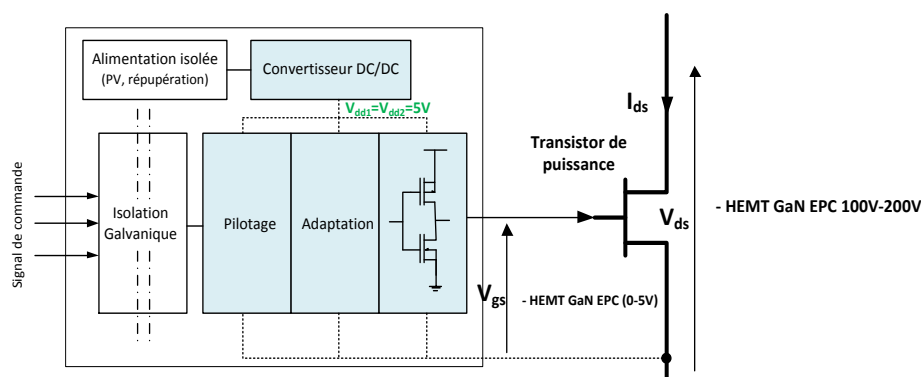 Alimentation isolée
(PV, répupération)
Convertisseur DC/DC
Vdd1=Vdd2=5V
Signal de commande
Isolation
Galvanique
Pilotage
Adaptation
Ids
Transistor de
puissance
Vds
- HEMT GaN EPC 100V-200V
Vgs
- HEMT GaN EPC (0-5V)